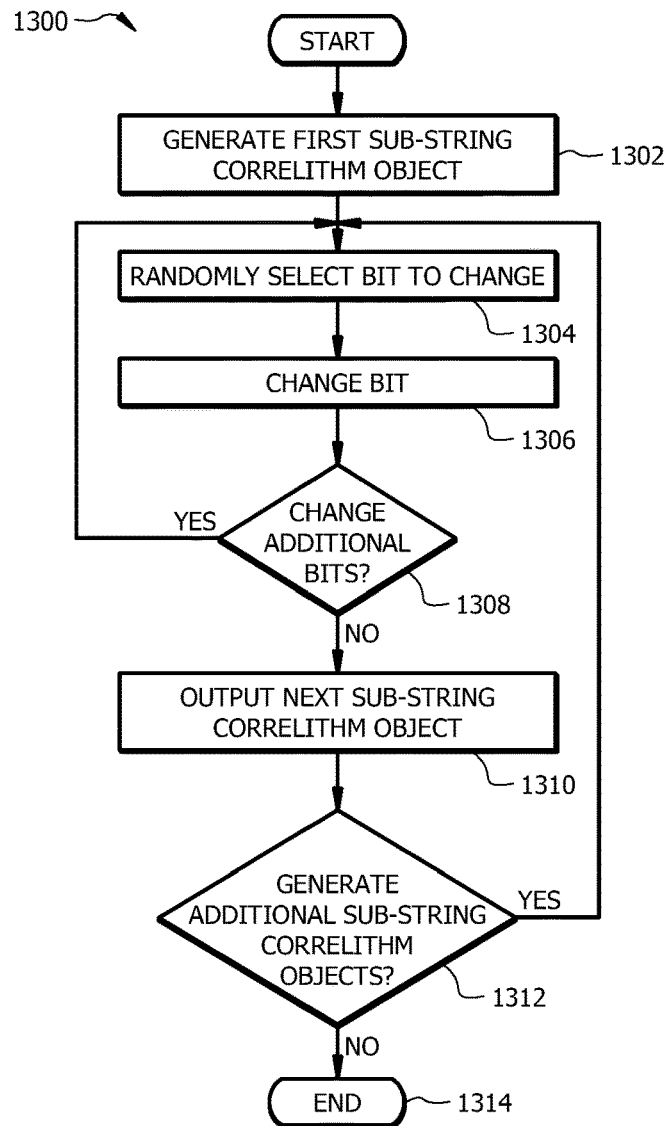 1300
START
GENERATE FIRST SUB-STRING
CORRELITHM OBJECT
1302
RANDOMLY SELECT BIT TO CHANGE
1304
CHANGE BIT
1306
YES
CHANGE
ADDITIONAL
BITS?
1308
NO
OUTPUT NEXT SUB-STRING
CORRELITHM OBJECT
1310
GENERATE
ADDITIONAL SUB-STRING
CORRELITHM
OBJECTS?
YES
1312
NO
END
1314